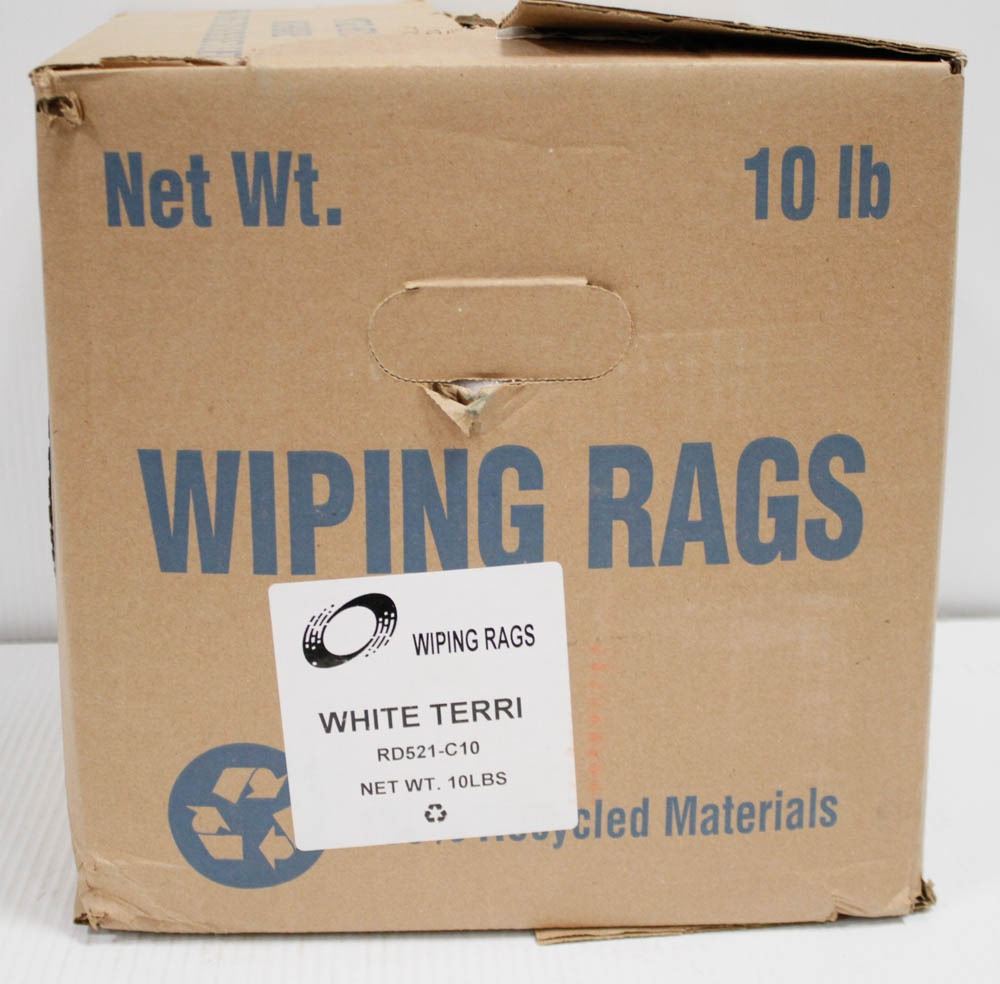 Net Wt. 10 lb
WIPING RAGS
WIPING RAGS
WHITE TERRI
RD521-C10
NET WT. 10LBS
Recycled Materials